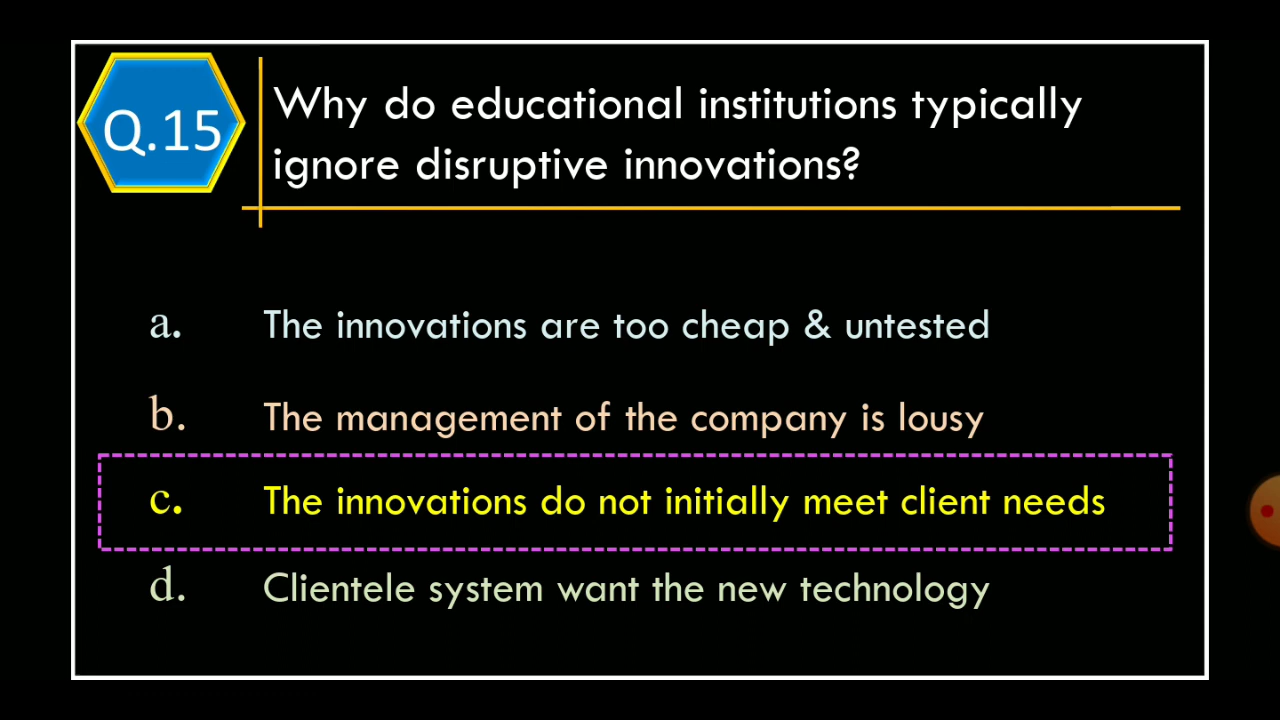 Q.15
Why do educational institutions typically
ignore disruptive innovations?
a. The innovations are too cheap & untested
b. The management of the company is lousy
c. The innovations do not initially meet client needs
d. Clientele system want the new technology